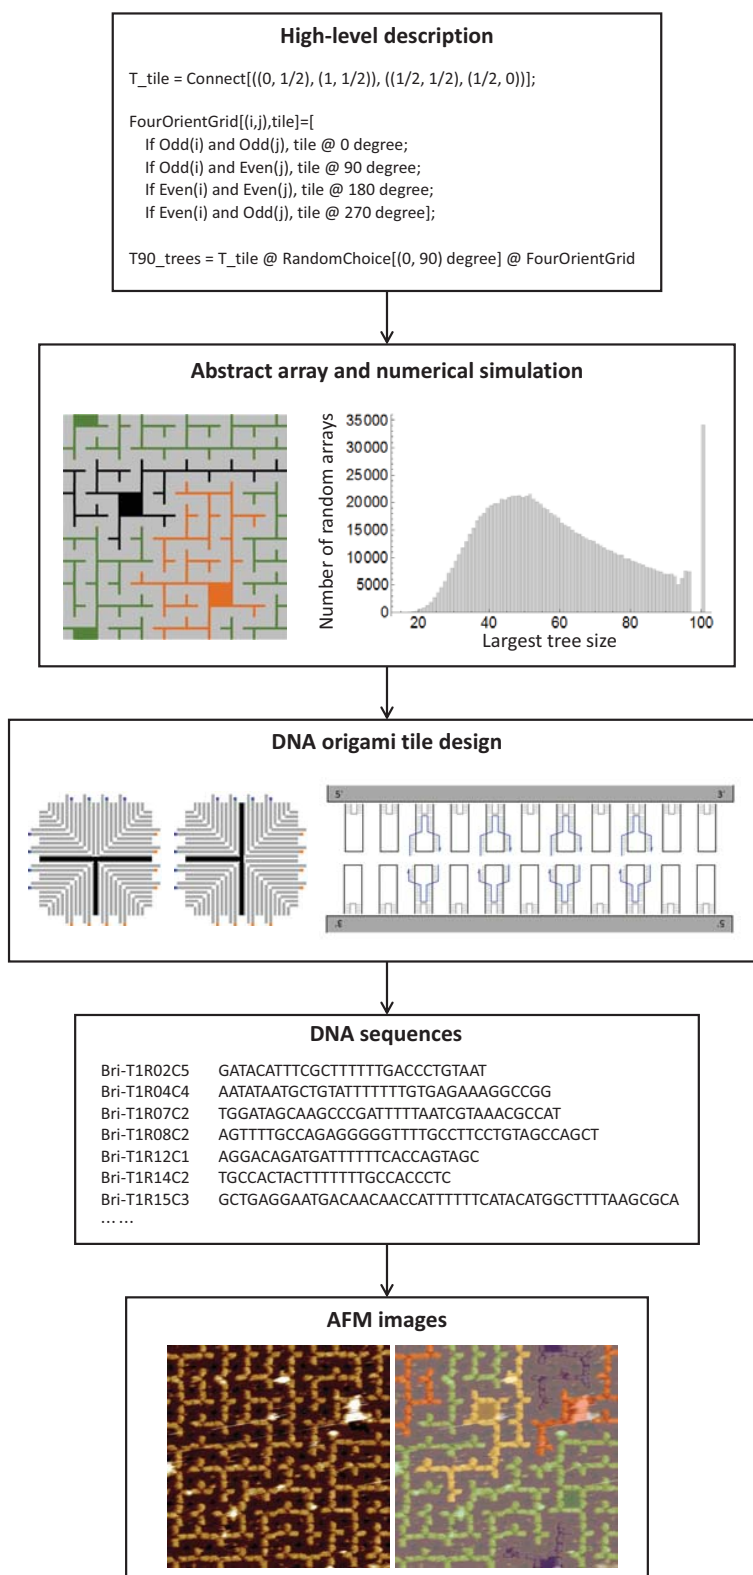 High-level description
T_tile = Connect[((0, 1/2), (1, 1/2)), ((1/2, 1/2), (1/2, 0))];
FourOrientGrid[(i,j),tile]=[
If Odd(i) and Odd(j), tile @ 0 degree;
If Odd(i) and Even(j), tile @ 90 degree;
If Even(i) and Even(j), tile @ 180 degree;
If Even(i) and Odd(j), tile @ 270 degree];
T90_trees = T_tile @ RandomChoice[(0, 90) degree] @ FourOrientGrid
Abstract array and numerical simulation
Number of random arrays
35000
30000
25000
20000
15000
10000
5000
0
20 40 60 80 100
Largest tree size
DNA origami tile design
5' 3'
3' 5'
DNA sequences
Bri-T1R02C5 GATACATTTCGCTTTTTTGACCCTGTAAT
Bri-T1R04C4 AATATAATGCTGTATTTTTTTGTGAGAAAGGCCGG
Bri-T1R07C2 TGGATAGCAAGCCCGATTTTTAATCGTAAACGCCAT
Bri-T1R08C2 AGTTTTGCCAGAGGGGGTTTTGCCTTCCTGTAGCCAGCT
Bri-T1R12C1 AGGACAGATGATTTTTTCACCAGTAGC
Bri-T1R14C2 TGCCACTACTTTTTTTGCCACCCTC
Bri-T1R15C3 GCTGAGGAATGACAACAACCATTTTTTCATACATGGCTTTTAAGCGCA
... ...
AFM images